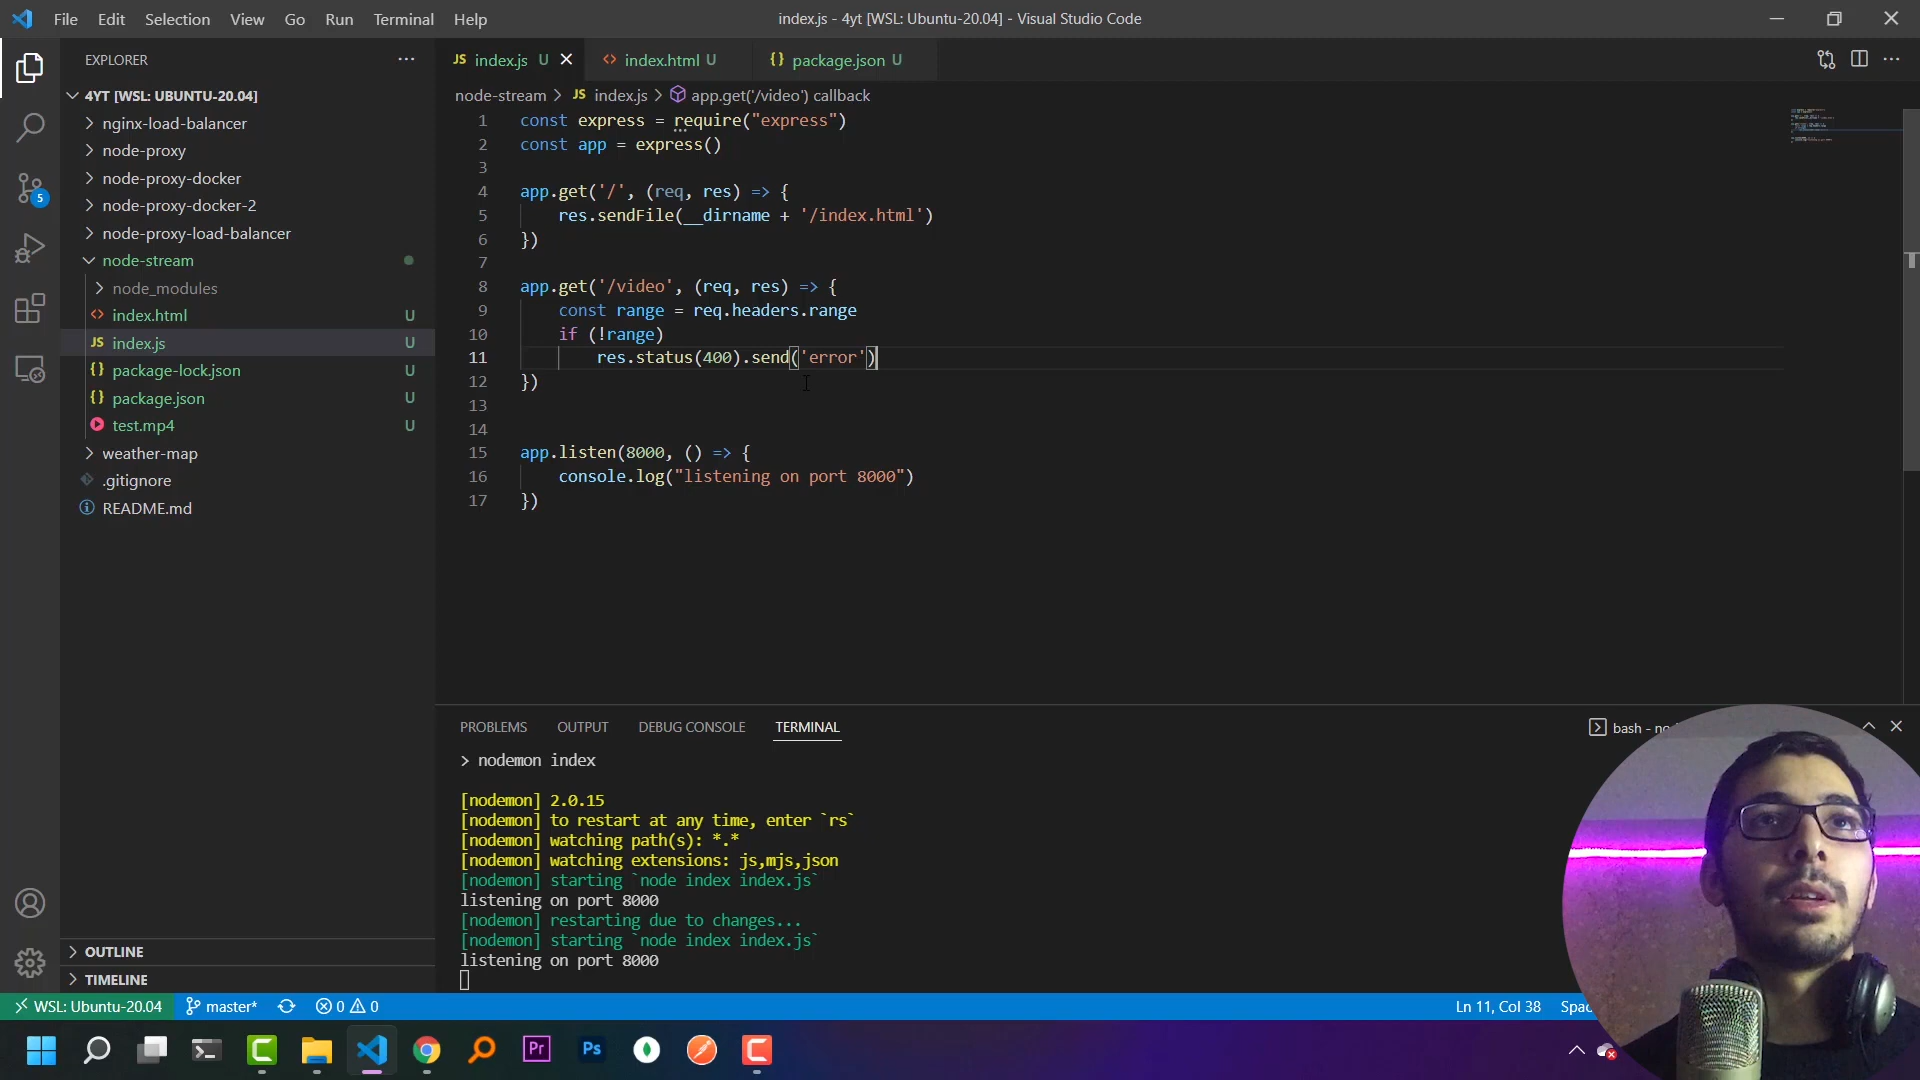 File Edit Selection View Go Run Terminal Help
index.js - 4yt [WSL: Ubuntu-20.04] - Visual Studio Code
EXPLORER
4YT [WSL: UBUNTU-20.04]
nginx-load-balancer
node-proxy
node-proxy-docker
node-proxy-docker-2
node-proxy-load-balancer
node-stream
node_modules
index.html U
JS index.js U
{} package-lock.json U
{} package.json U
test.mp4 U
weather-map
.gitignore
README.md
OUTLINE
TIMELINE
5
JS index.js U
<> index.html U
{} package.json U
node-stream > JS index.js > app.get('/video') callback
1 const express = require("express")
2 const app = express()
3
4 app.get('/', (req, res) => {
5 res.sendFile(__dirname + '/index.html')
6 })
7
8 app.get('/video', (req, res) => {
9 const range = req.headers.range
10 if (!range)
11 res.status(400).send('error')
12 })
13
14
15 app.listen(8000, () => {
16 console.log("listening on port 8000")
17 })
PROBLEMS OUTPUT DEBUG CONSOLE TERMINAL
bash -
> nodemon index
[nodemon] 2.0.15
[nodemon] to restart at any time, enter `rs`
[nodemon] watching path(s): *.*
[nodemon] watching extensions: js,mjs,json
[nodemon] starting `node index index.js`
listening on port 8000
[nodemon] restarting due to changes...
[nodemon] starting `node index index.js`
listening on port 8000
WSL: Ubuntu-20.04 master* 0 0
Ln 11, Col 38
Pr
Ps